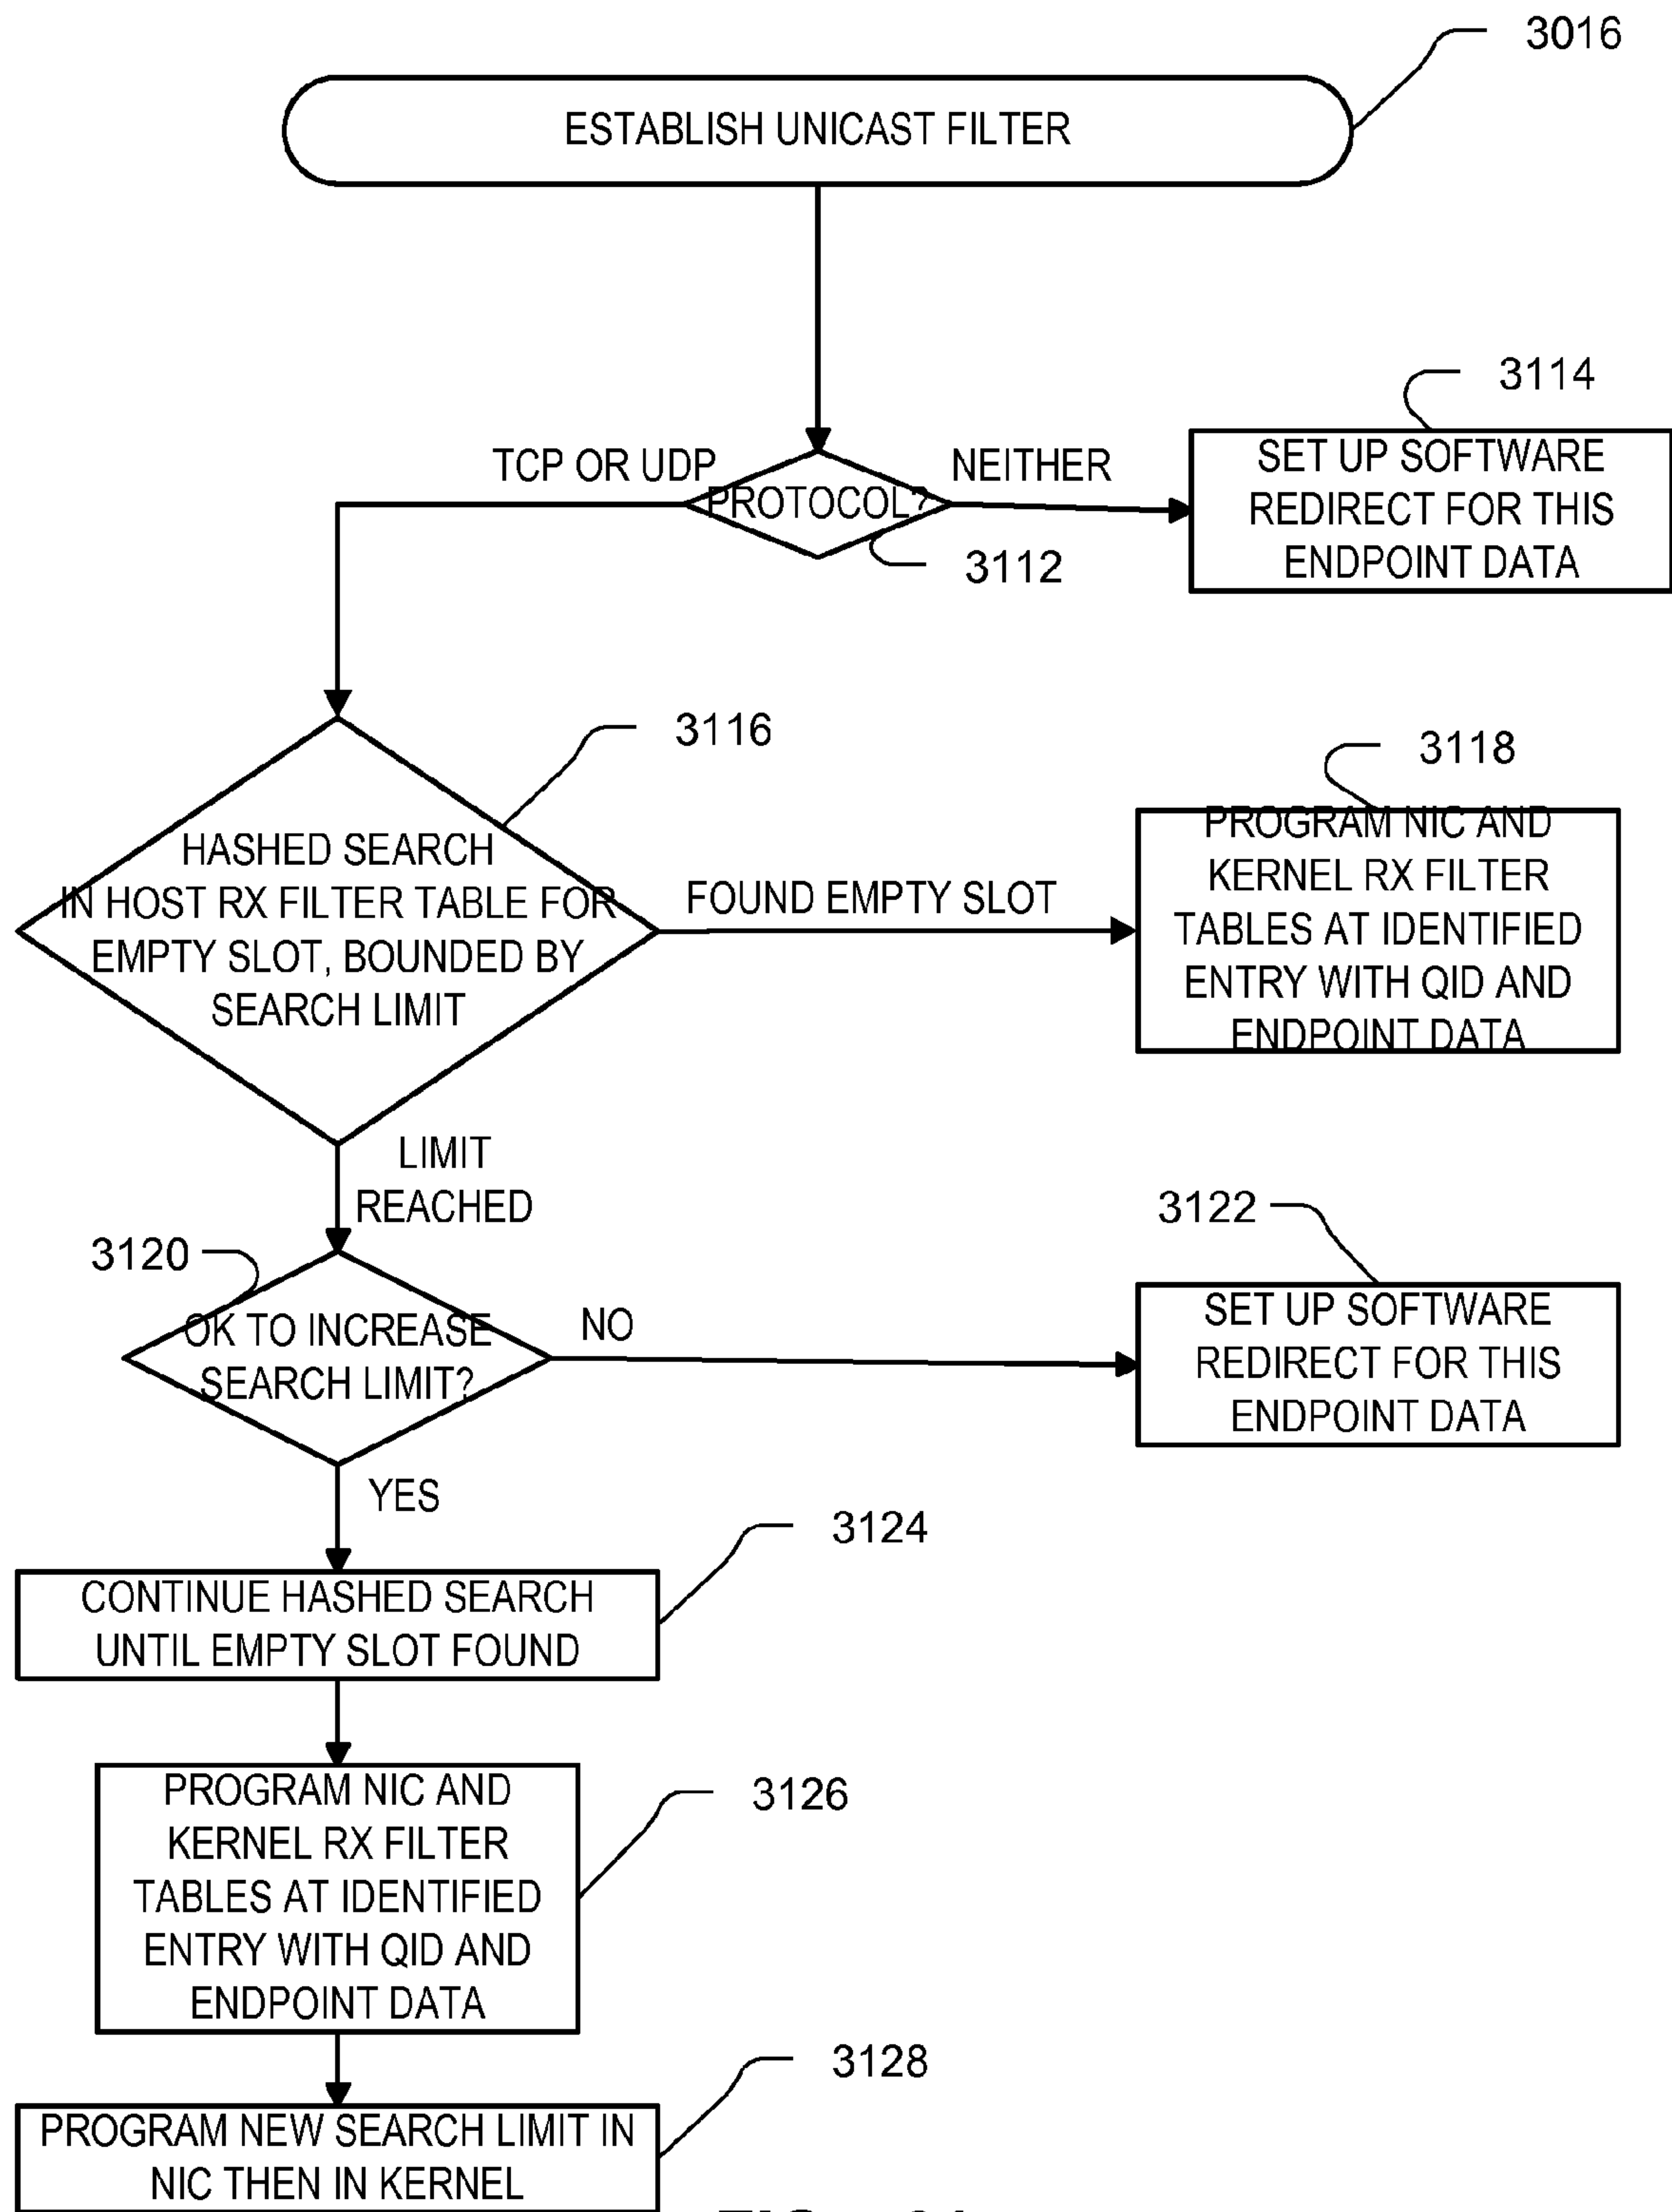 3016
ESTABLISH UNICAST FILTER
3114
TCP OR UDP
NEITHER
PROTOCOL?
3112
SET UP SOFTWARE
REDIRECT FOR THIS
ENDPOINT DATA
3116
3118
HASHED SEARCH
IN HOST RX FILTER TABLE FOR
EMPTY SLOT, BOUNDED BY
SEARCH LIMIT
FOUND EMPTY SLOT
PROGRAM NIC AND
KERNEL RX FILTER
TABLES AT IDENTIFIED
ENTRY WITH QID AND
ENDPOINT DATA
LIMIT
REACHED
3120
3122
OK TO INCREASE
SEARCH LIMIT?
NO
SET UP SOFTWARE
REDIRECT FOR THIS
ENDPOINT DATA
YES
3124
CONTINUE HASHED SEARCH
UNTIL EMPTY SLOT FOUND
3126
PROGRAM NIC AND
KERNEL RX FILTER
TABLES AT IDENTIFIED
ENTRY WITH QID AND
ENDPOINT DATA
3128
PROGRAM NEW SEARCH LIMIT IN
NIC THEN IN KERNEL